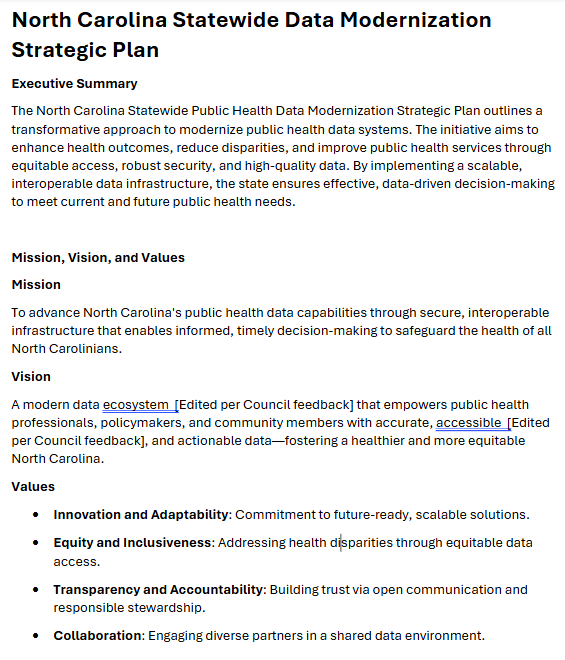 North Carolina Statewide Data Modernization
Strategic Plan
Executive Summary
The North Carolina Statewide Public Health Data Modernization Strategic Plan outlines a
transformative approach to modernize public health data systems. The initiative aims to
enhance health outcomes, reduce disparities, and improve public health services through
equitable access, robust security, and high-quality data. By implementing a scalable,
interoperable data infrastructure, the state ensures effective, data-driven decision-making
to meet current and future public health needs.
Mission, Vision, and Values
Mission
To advance North Carolina's public health data capabilities through secure, interoperable
infrastructure that enables informed, timely decision-making to safeguard the health of all
North Carolinians.
Vision
A modern data ecosystem [Edited per Council feedback] that empowers public health
professionals, policymakers, and community members with accurate, accessible [Edited
per Council feedback], and actionable data—fostering a healthier and more equitable
North Carolina.
Values
• Innovation and Adaptability: Commitment to future-ready, scalable solutions.
• Equity and Inclusiveness: Addressing health disparities through equitable data
access.
• Transparency and Accountability: Building trust via open communication and
responsible stewardship.
• Collaboration: Engaging diverse partners in a shared data environment.